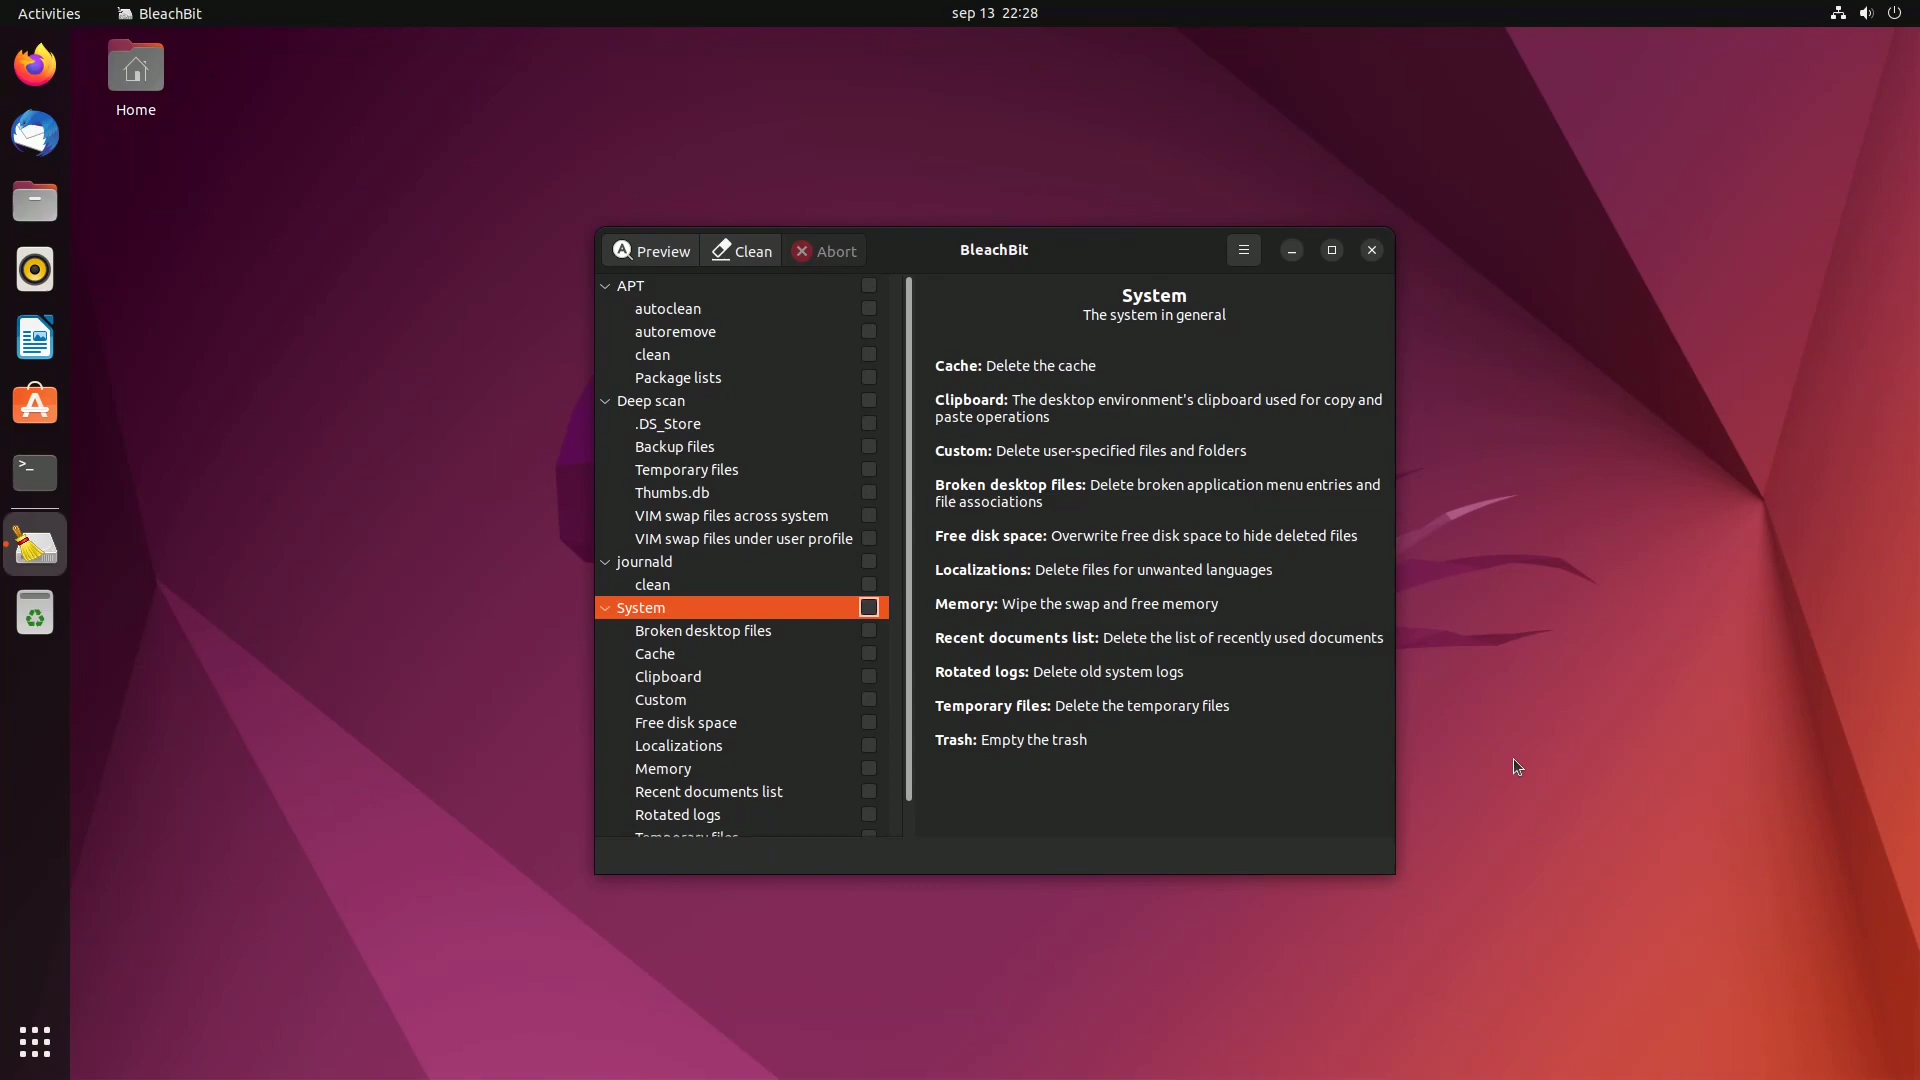 Activities
BleachBit
sep 13 22:28
Home
Preview
Clean
Abort
BleachBit
APT
autoclean
autoremove
clean
Package lists
Deep scan
.DS_Store
Backup files
Temporary files
Thumbs.db
VIM swap files across system
VIM swap files under user profile
journald
clean
System
Broken desktop files
Cache
Clipboard
Custom
Free disk space
Localizations
Memory
Recent documents list
Rotated logs
Temporary files
System
The system in general
Cache: Delete the cache
Clipboard: The desktop environment's clipboard used for copy and
paste operations
Custom: Delete user-specified files and folders
Broken desktop files: Delete broken application menu entries and
file associations
Free disk space: Overwrite free disk space to hide deleted files
Localizations: Delete files for unwanted languages
Memory: Wipe the swap and free memory
Recent documents list: Delete the list of recently used documents
Rotated logs: Delete old system logs
Temporary files: Delete the temporary files
Trash: Empty the trash